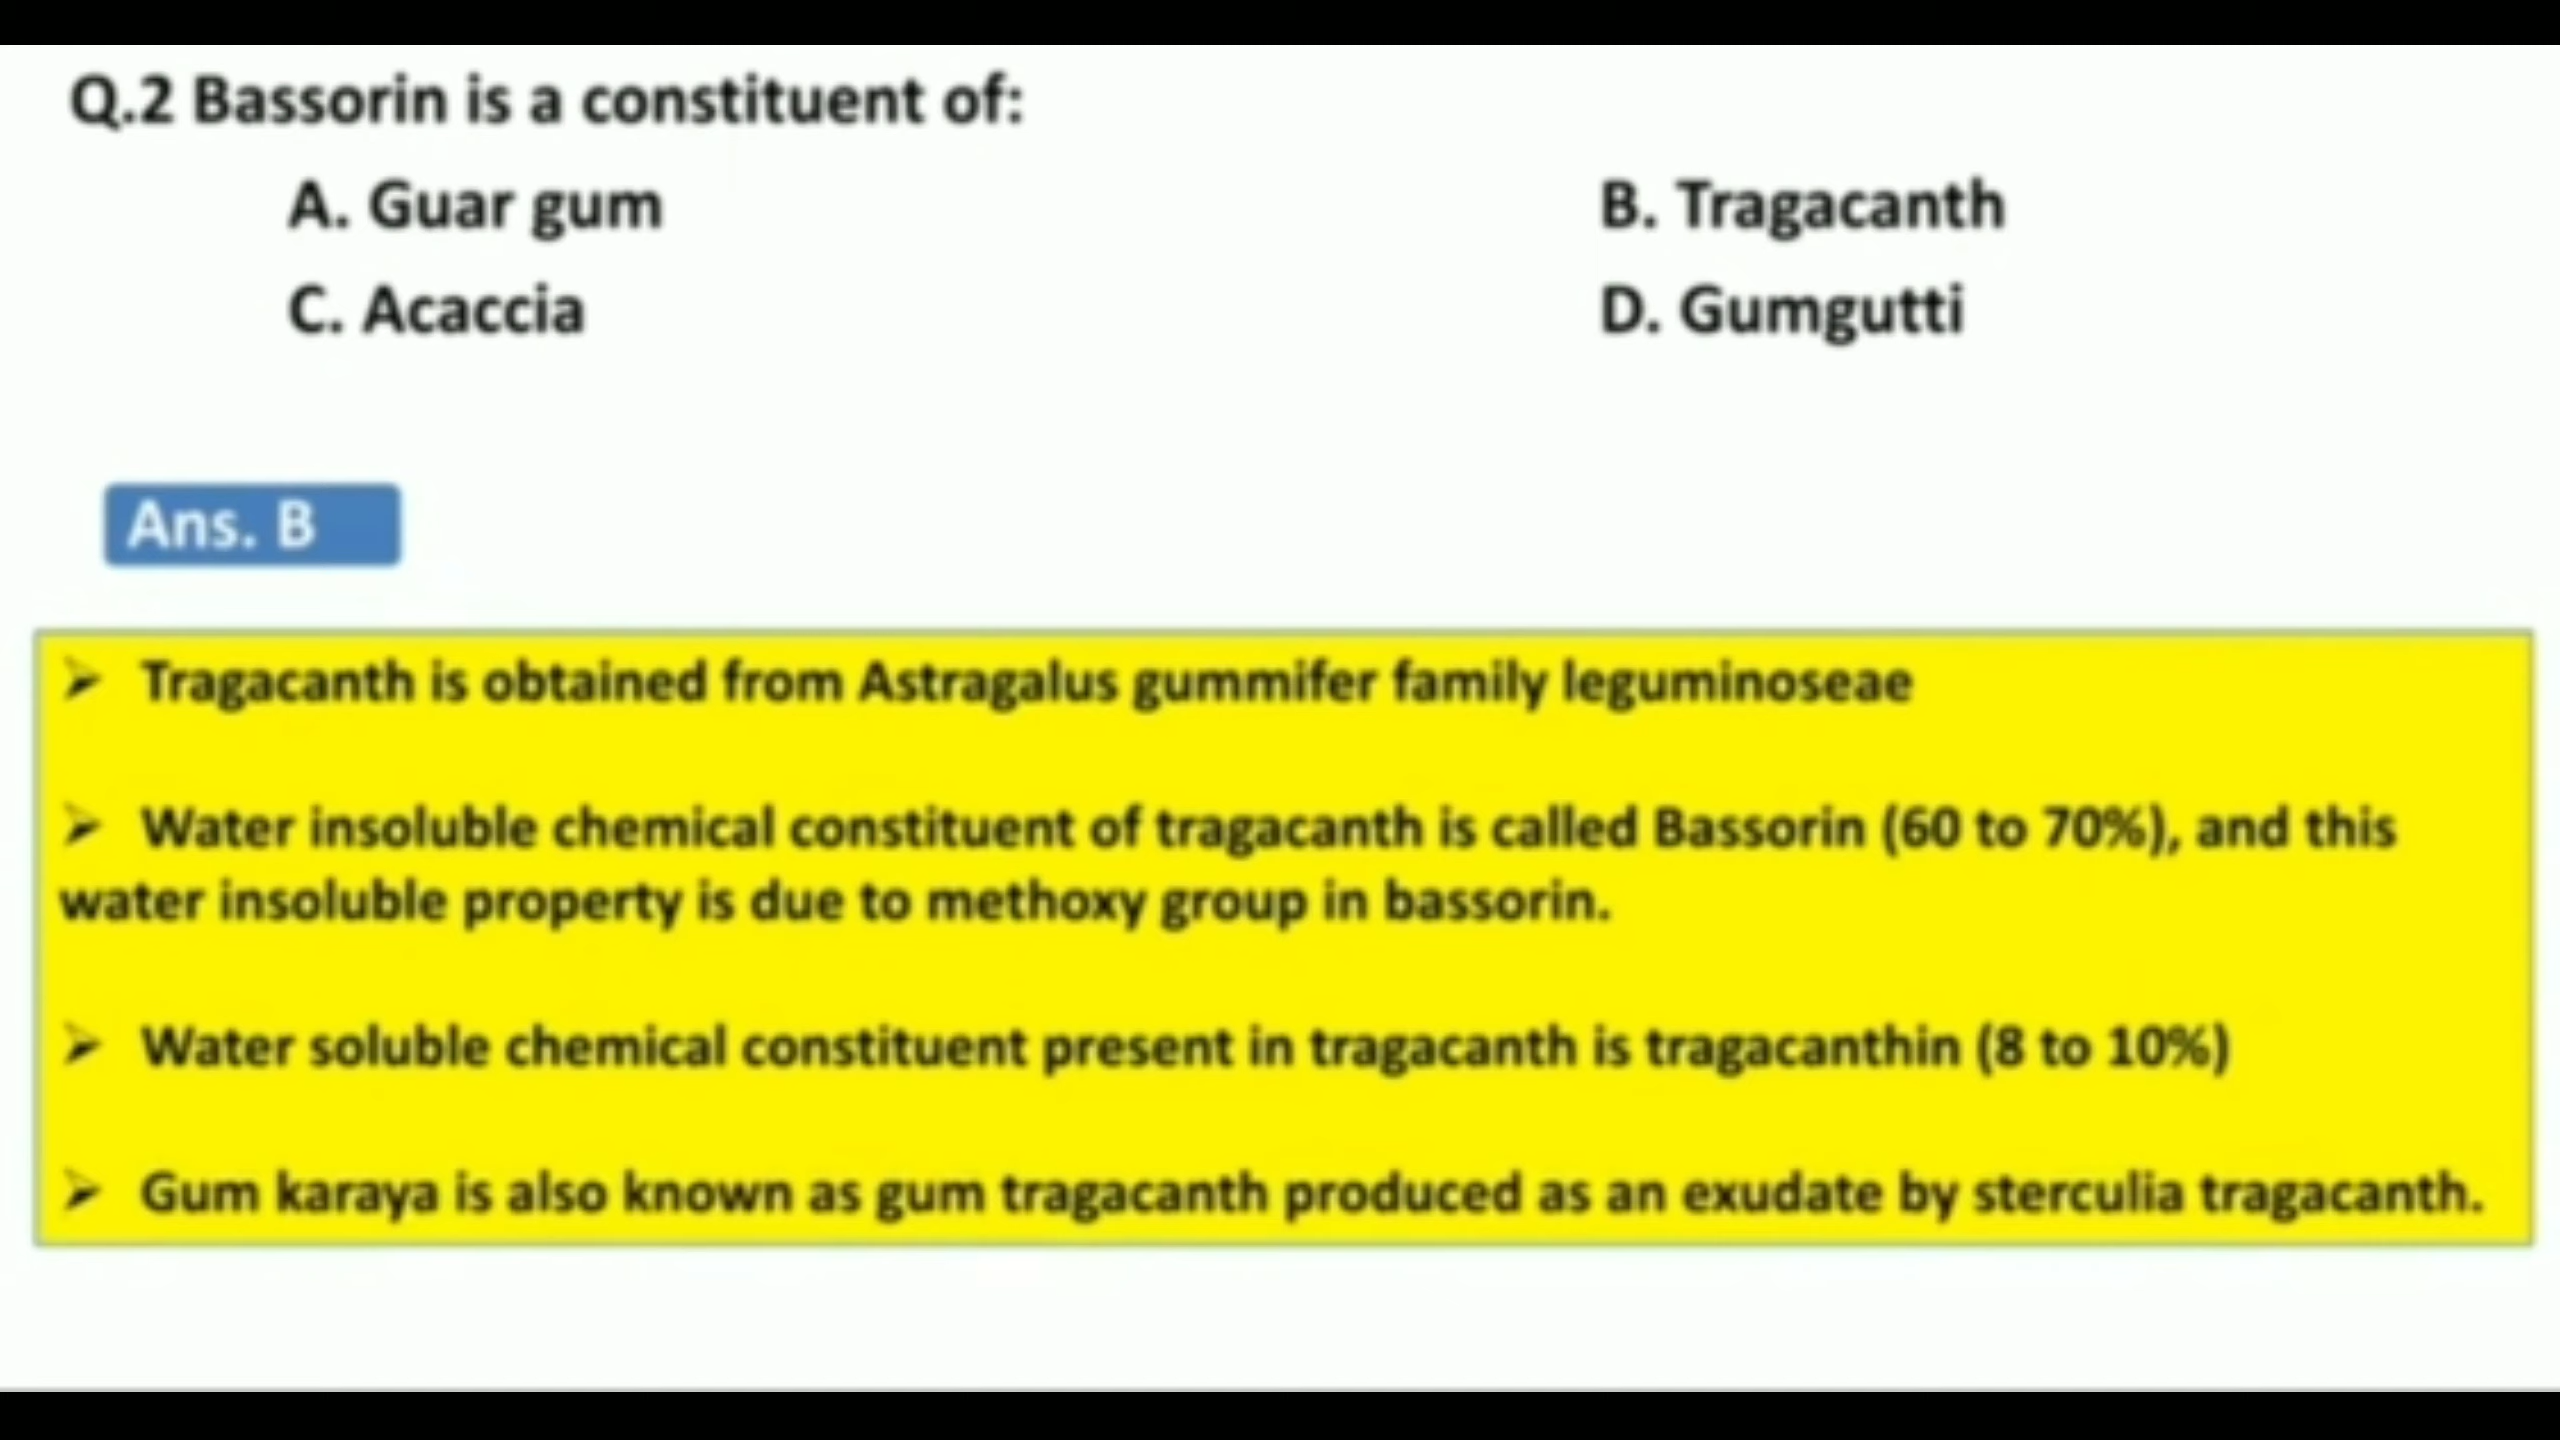 Q.2 Bassorin is a constituent of:
A. Guar gum
B. Tragacanth
C. Acaccia
D. Gumgutti
Ans. B
➢ Tragacanth is obtained from Astragalus gummifer family leguminoseae
➢ Water insoluble chemical constituent of tragacanth is called Bassorin (60 to 70%), and this
water insoluble property is due to methoxy group in bassorin.
➢ Water soluble chemical constituent present in tragacanth is tragacanthin (8 to 10%)
➢ Gum karaya is also known as gum tragacanth produced as an exudate by sterculia tragacanth.